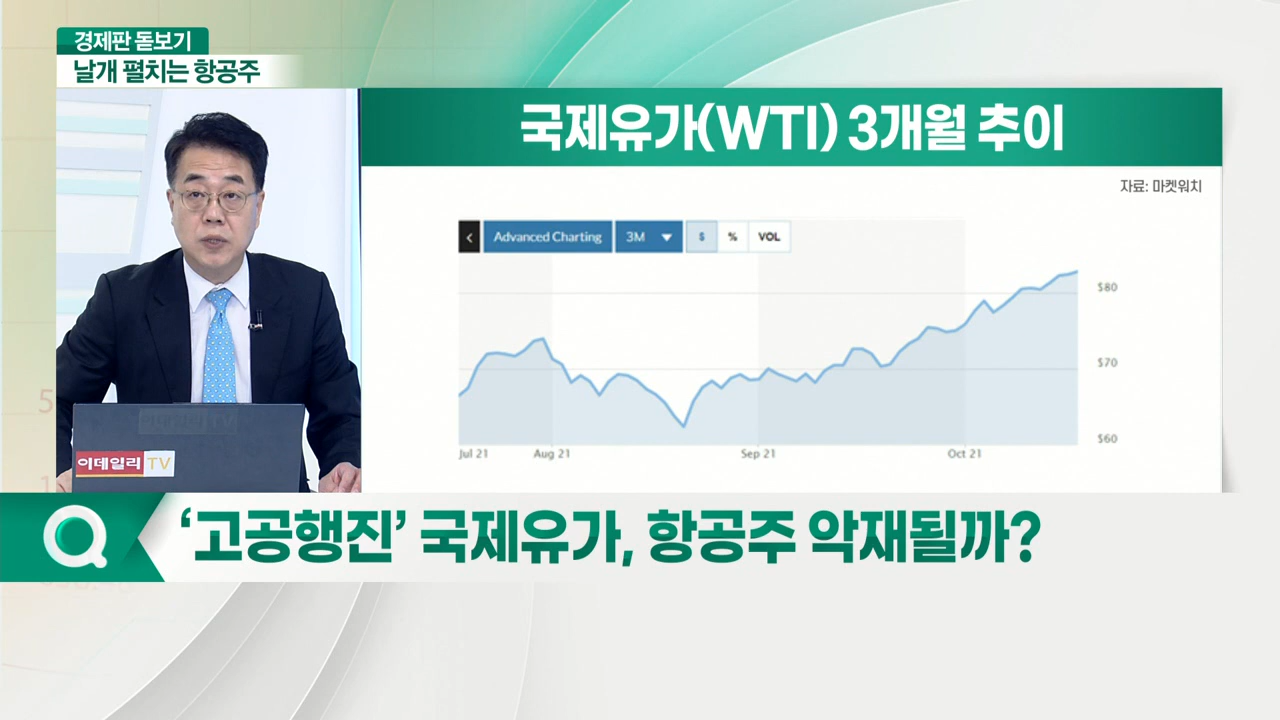 경제판 돋보기
날개 펼치는 항공주
국제유가(WTI) 3개월 추이
자료: 마켓워치
Advanced Charting 3M $ % VOL
$80
$70
$60
Jul 21 Aug 21 Sep 21 Oct 21
이데일리 TV
‘고공행진’ 국제유가, 항공주 악재될까?